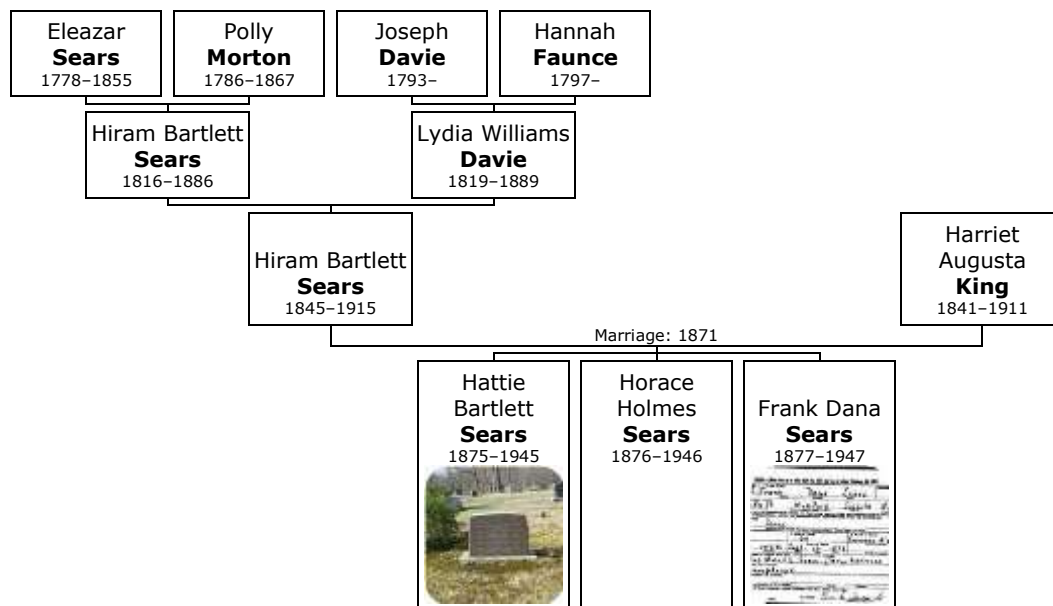 Eleazar
Sears
1778–1855
Polly
Morton
1786–1867
Joseph
Davie
1793–
Hannah
Faunce
1797–
Hiram Bartlett
Sears
1816–1886
Lydia Williams
Davie
1819–1889
Hiram Bartlett
Sears
1845–1915
Harriet
Augusta
King
1841–1911
Marriage: 1871
Hattie
Bartlett
Sears
1875–1945
Horace
Holmes
Sears
1876–1946
Frank Dana
Sears
1877–1947